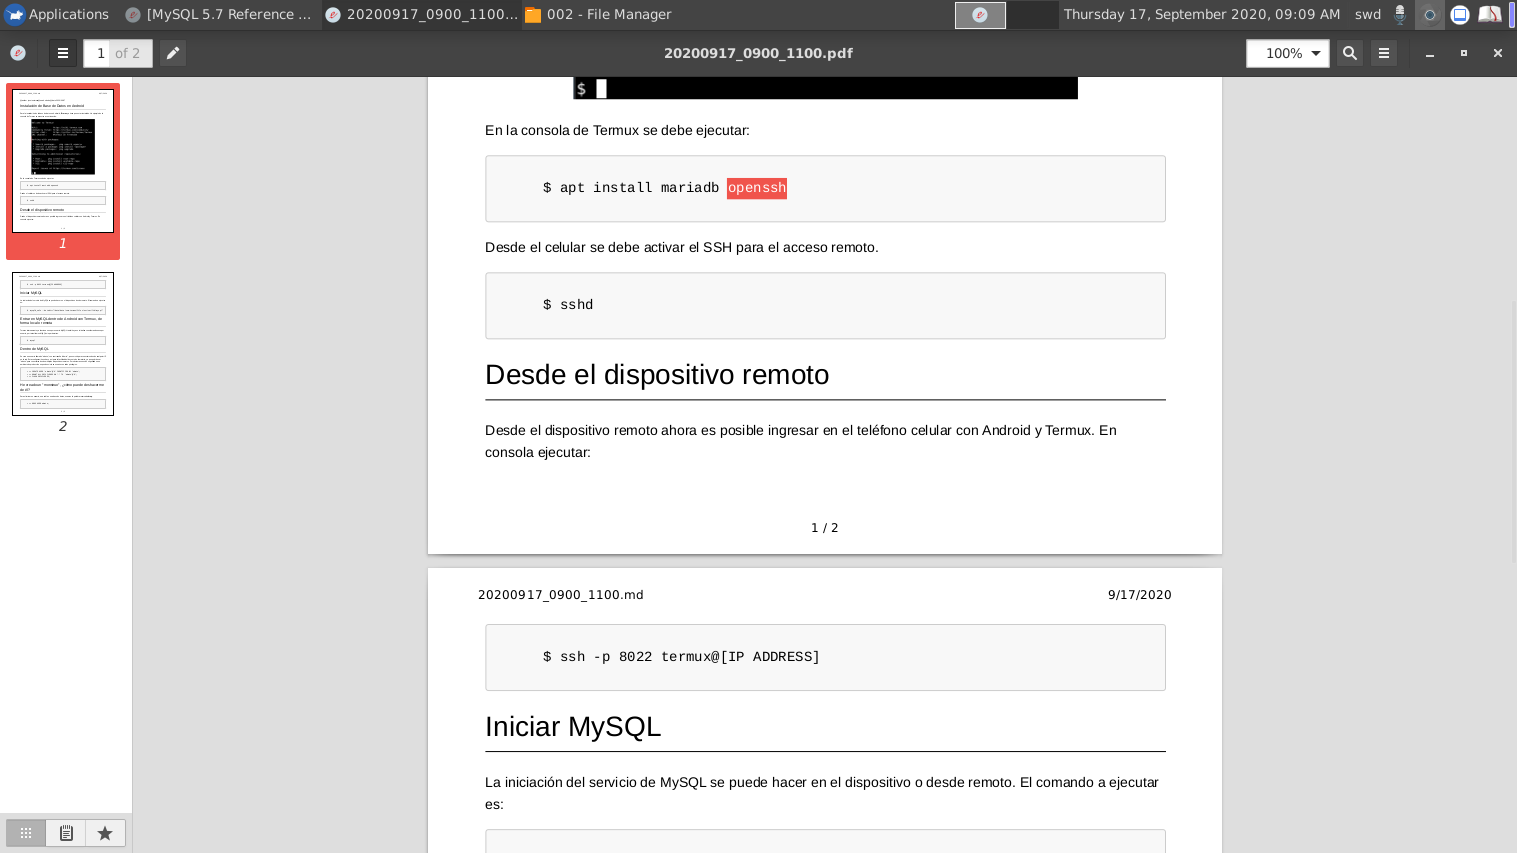 Applications
[MySQL 5.7 Reference ...
20200917_0900_1100...
002 - File Manager
Thursday 17, September 2020, 09:09 AM
swd
1 of 2
20200917_0900_1100.pdf
100%
1
2
$
En la consola de Termux se debe ejecutar:
$ apt install mariadb openssh
Desde el celular se debe activar el SSH para el acceso remoto.
$ sshd
Desde el dispositivo remoto
Desde el dispositivo remoto ahora es posible ingresar en el teléfono celular con Android y Termux. En
consola ejecutar:
1 / 2
20200917_0900_1100.md
9/17/2020
$ ssh -p 8022 termux@[IP ADDRESS]
Iniciar MySQL
La iniciación del servicio de MySQL se puede hacer en el dispositivo o desde remoto. El comando a ejecutar
es: